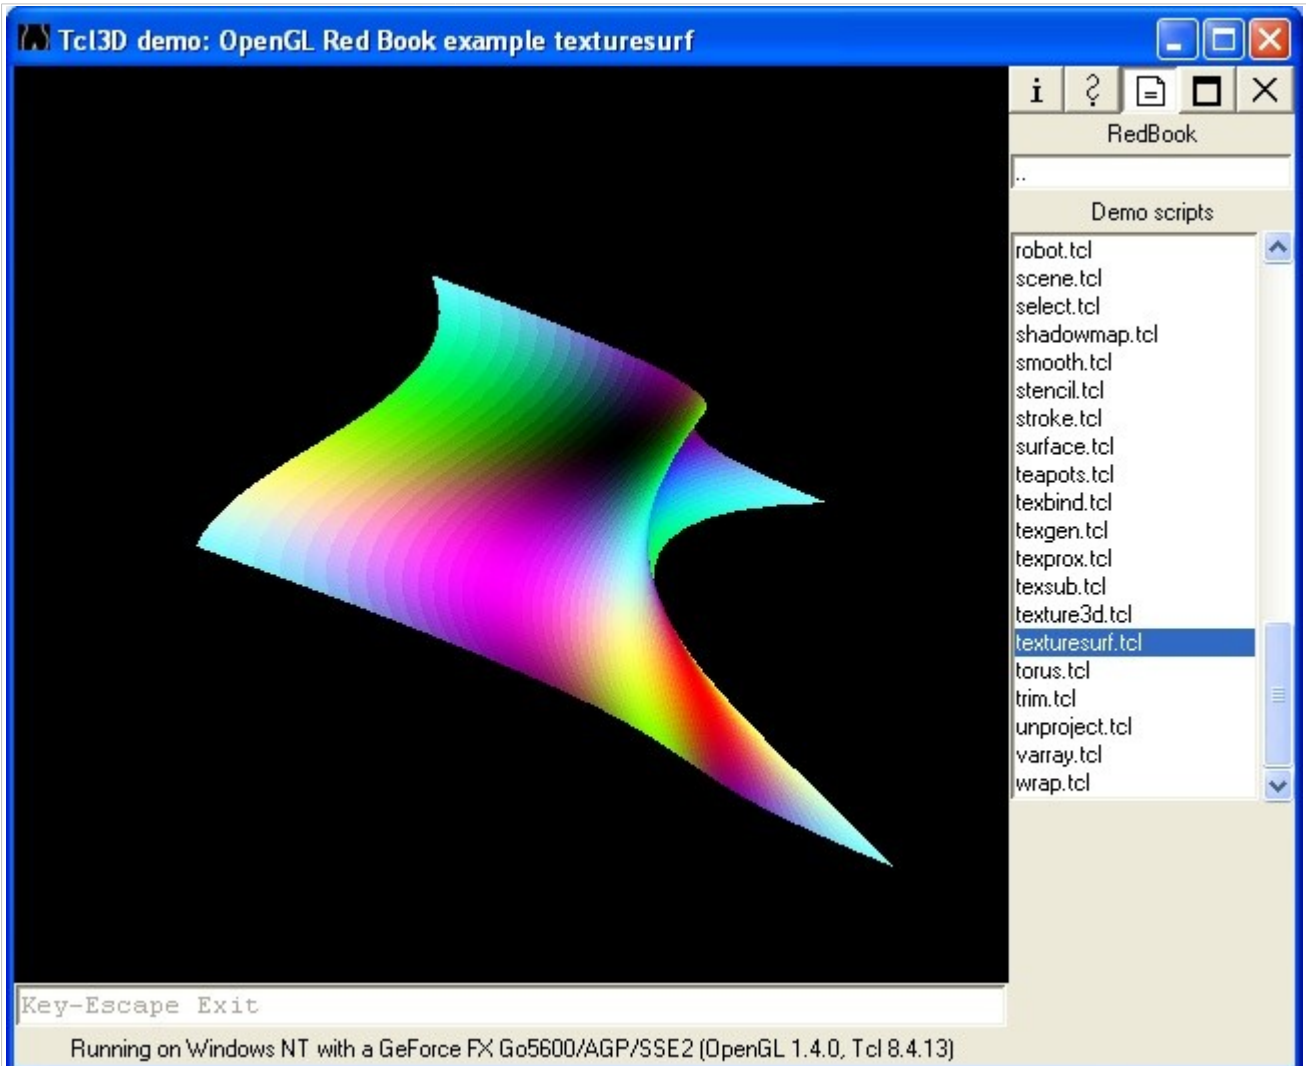 Tcl3D demo: OpenGL Red Book example texturesurf
RedBook
..
Demo scripts
robot.tcl
scene.tcl
select.tcl
shadowmap.tcl
smooth.tcl
stencil.tcl
stroke.tcl
surface.tcl
teapots.tcl
texbind.tcl
texgen.tcl
texprox.tcl
texsub.tcl
texture3d.tcl
texturesurf.tcl
torus.tcl
trim.tcl
unproject.tcl
varray.tcl
wrap.tcl
Key-Escape Exit
Running on Windows NT with a GeForce FX Go5600/AGP/SSE2 (OpenGL 1.4.0, Tcl 8.4.13)